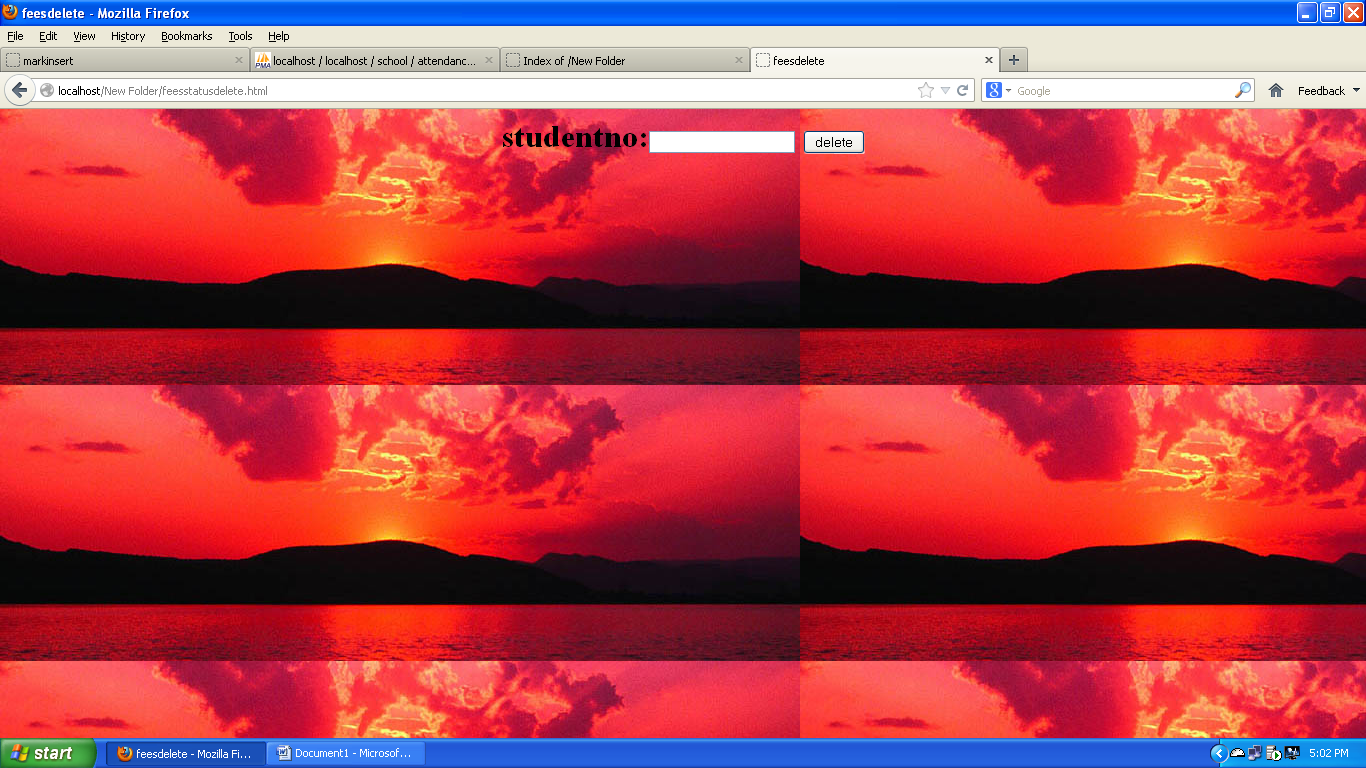 feesdelete - Mozilla Firefox
File Edit View History Bookmarks Tools Help
markinsert
localhost / localhost / school / attendanc...
Index of /New Folder
feesdelete
localhost/New Folder/feesstatusdelete.html
Google
Feedback
studentno:
delete
start
feesdelete - Mozilla Fi...
Document1 - Microsof...
5:02 PM